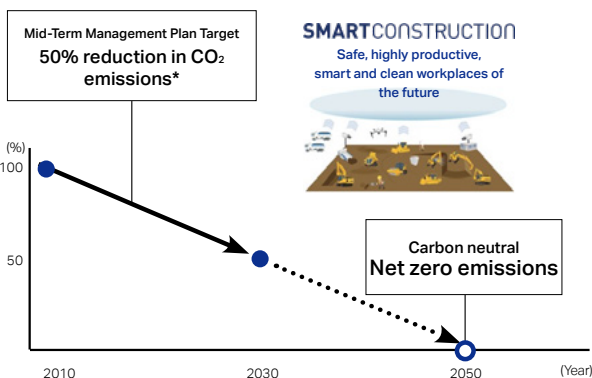 Mid-Term Management Plan Target
50% reduction in CO₂
emissions*
SMARTCONSTRUCTION
Safe, highly productive,
smart and clean workplaces of
the future
(%)
100
50
Carbon neutral
Net zero emissions
2010
2030
2050
(Year)